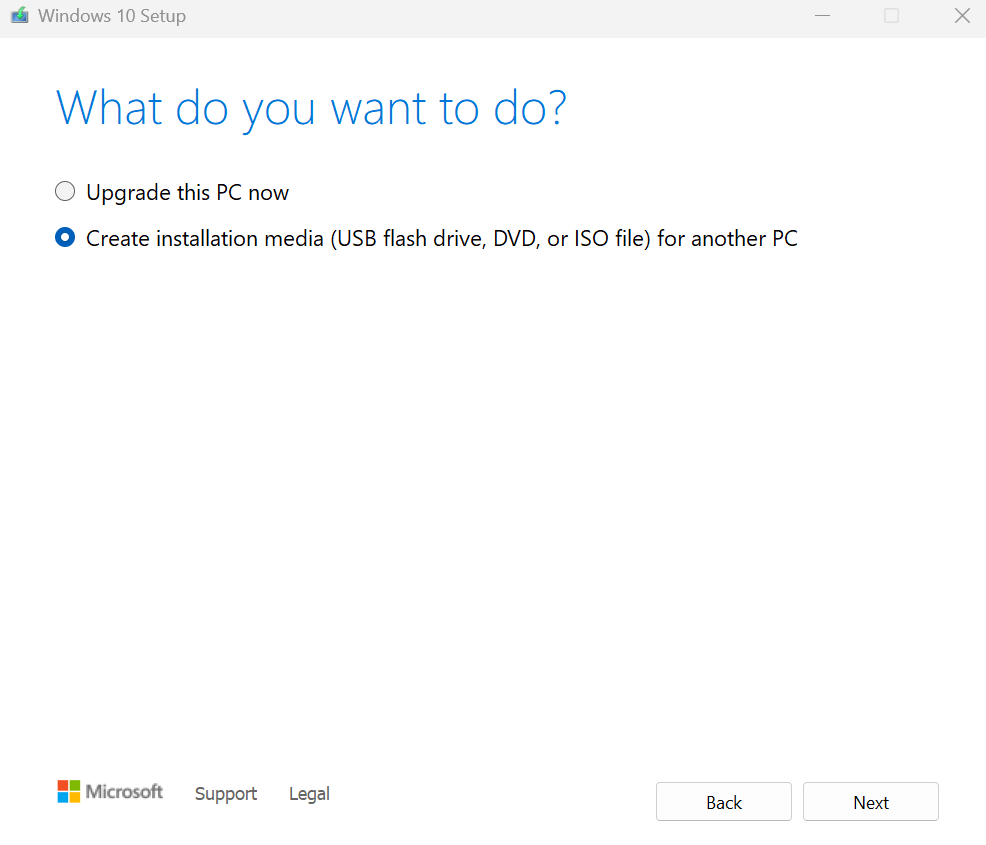 Windows 10 Setup
What do you want to do?
Upgrade this PC now
Create installation media (USB flash drive, DVD, or ISO file) for another PC
Microsoft Support Legal Back Next